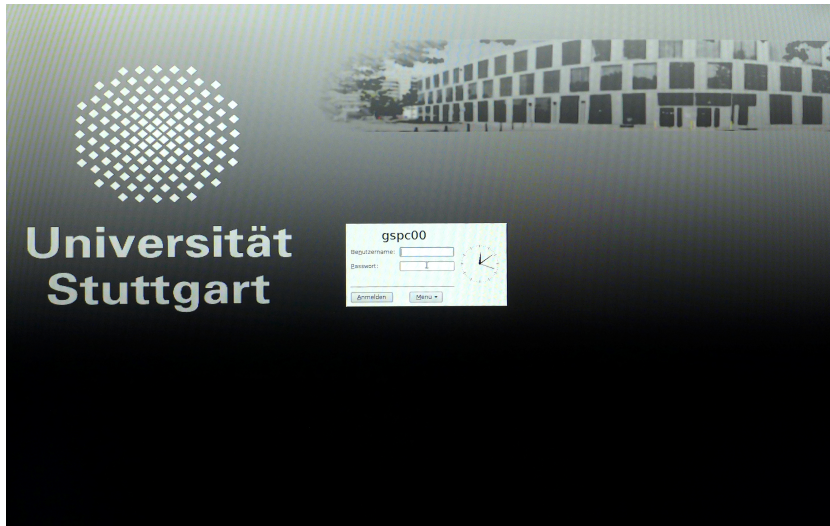 Universität
Stuttgart
gspc00
Benutzername:
Passwort:
Anmelden
Menu